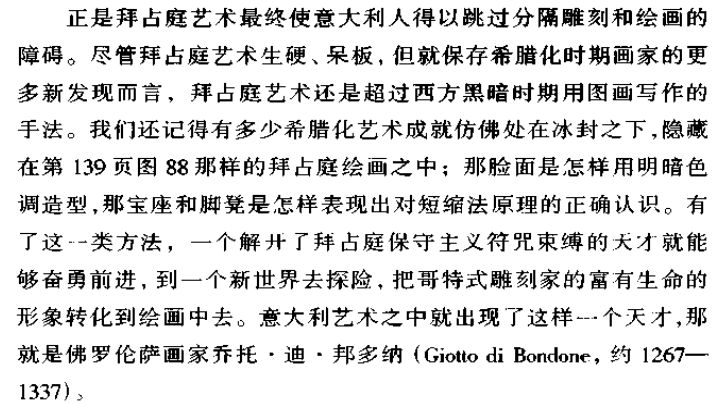 正是拜占庭艺术最终使意大利人得以跳过分隔雕刻和绘画的
障碍。尽管拜占庭艺术生硬、呆板，但就保存希腊化时期画家的更
多新发现而言，拜占庭艺术还是超过西方黑暗时期用图画写作的
手法。我们还记得有多少希腊化艺术成就仿佛处在冰封之下，隐藏
在第 139 页图 88 那样的拜占庭绘画之中；那脸面是怎样用明暗色
调造型，那宝座和脚凳是怎样表现出对短缩法原理的正确认识。有
了这一类方法，一个解开了拜占庭保守主义符咒束缚的天才就能
够奋勇前进，到一个新世界去探险，把哥特式雕刻家的富有生命的
形象转化到绘画中去。意大利艺术之中就出现了这样一个天才，那
就是佛罗伦萨画家乔托·迪·邦多纳（Giotto di Bondone，约 1267—
1337）。